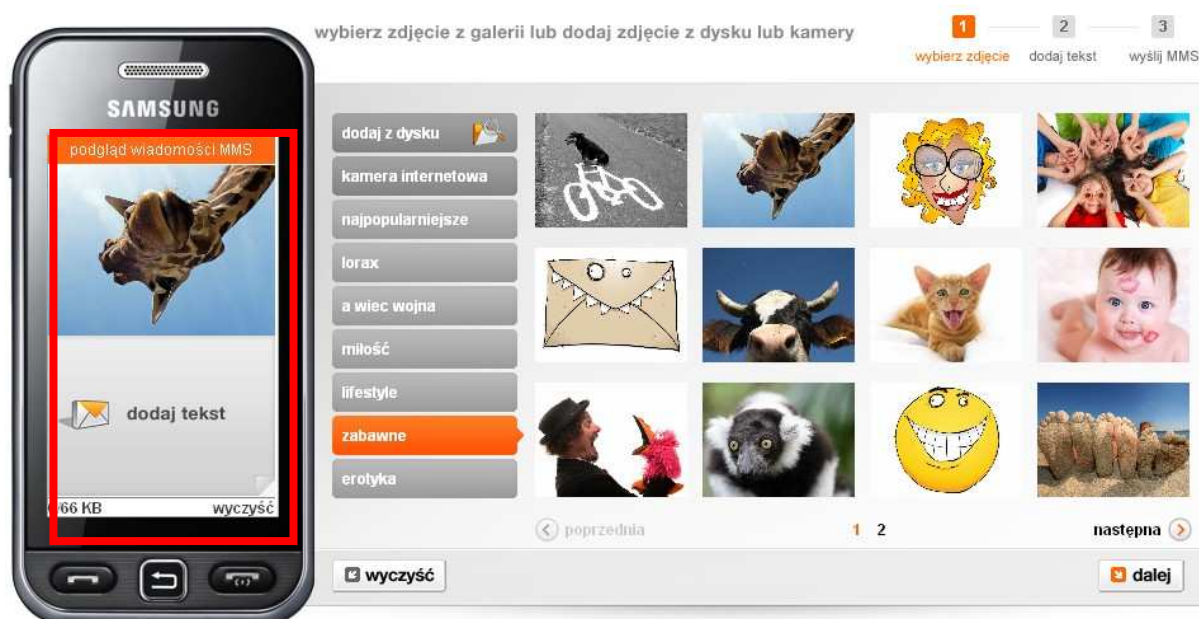 wybierz zdjęcie z galerii lub dodaj zdjęcie z dysku lub kamery
1 2 3
wybierz zdjęcie dodaj tekst wyślij MMS
SAMSUNG
podgląd wiadomości MMS
dodaj tekst
/66 KB wyczyść
dodaj z dysku
kamera internetowa
najpopularniejsze
lorax
a wiec wojna
miłość
lifestyle
zabawne
erotyka
poprzednia 1 2 następna
wyczyść dalej